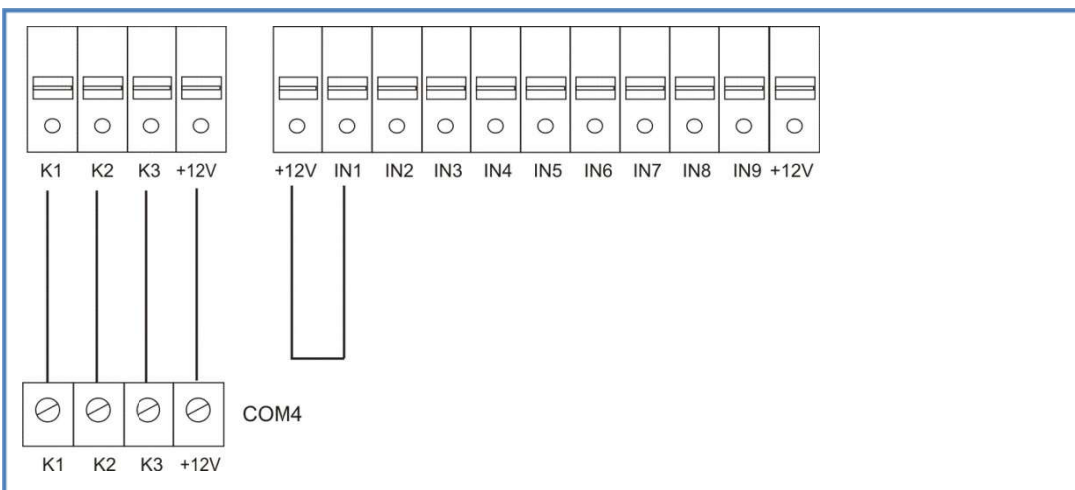 K1 K2 K3 +12V +12V IN1 IN2 IN3 IN4 IN5 IN6 IN7 IN8 IN9 +12V
COM4
K1 K2 K3 +12V